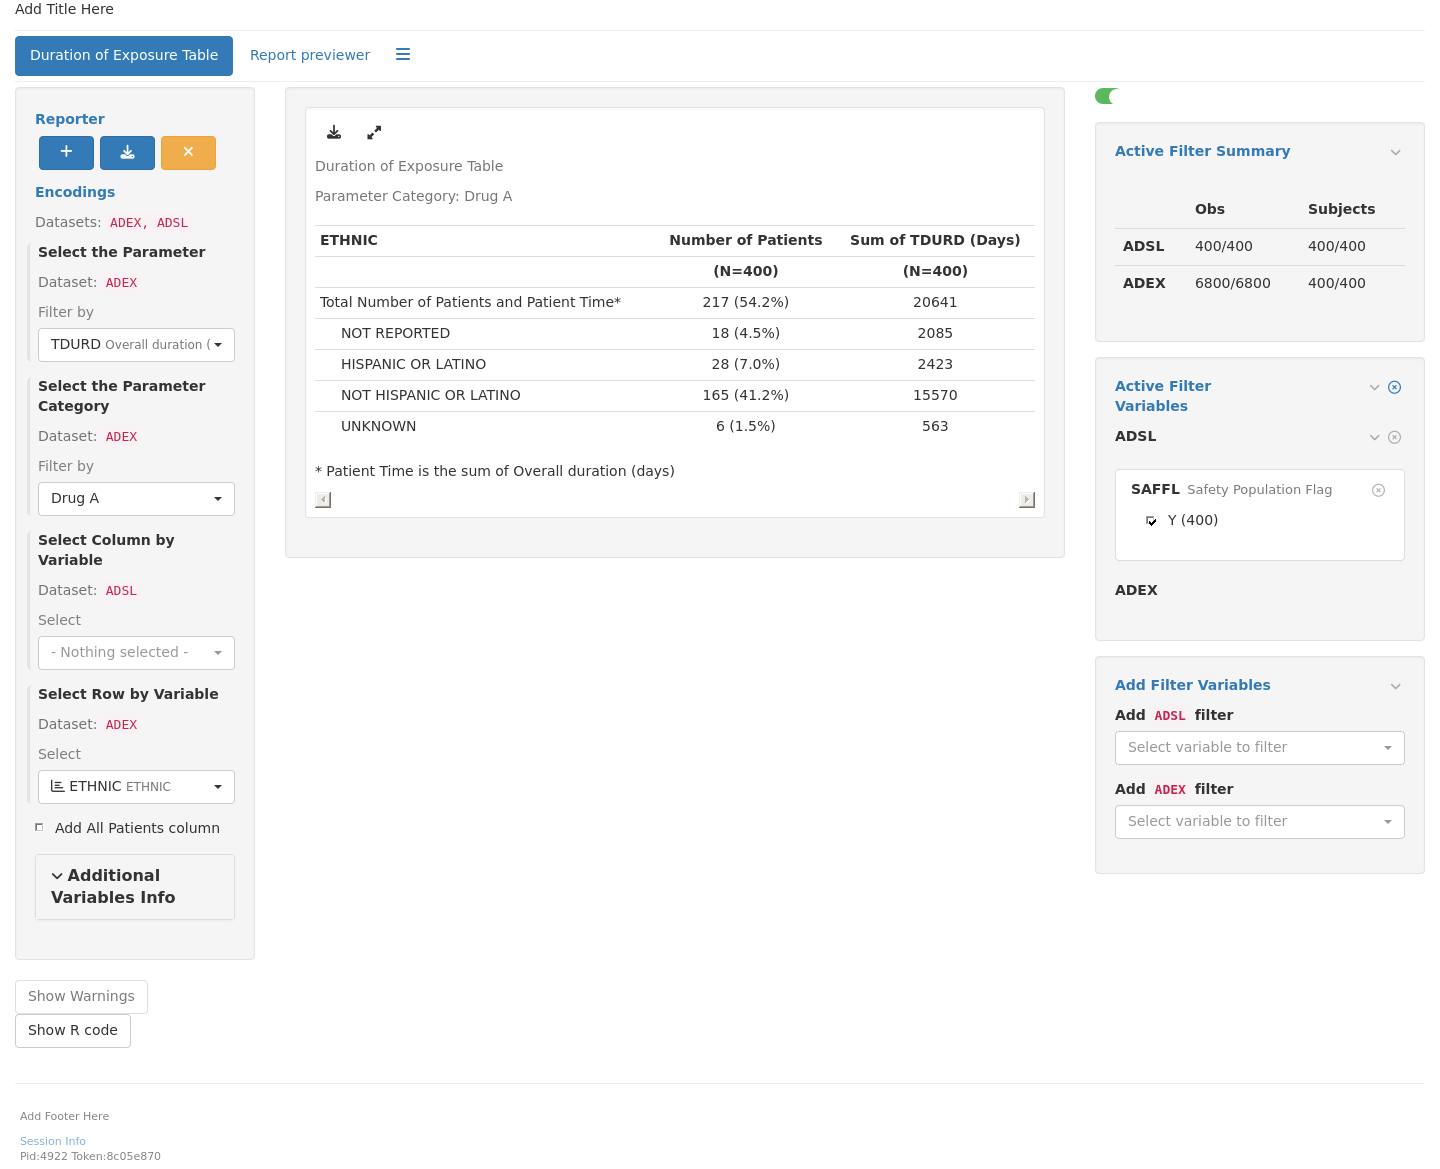 Add Title Here
Duration of Exposure Table
Report previewer
Reporter
Encodings
Datasets: ADEX, ADSL
Select the Parameter
Dataset: ADEX
Filter by
TDURD Overall duration (
Select the Parameter
Category
Dataset: ADEX
Filter by
Drug A
Select Column by
Variable
Dataset: ADSL
Select
- Nothing selected -
Select Row by Variable
Dataset: ADEX
Select
ETHNIC ETHNIC
Add All Patients column
Additional
Variables Info
Show Warnings
Show R code
Duration of Exposure Table
Parameter Category: Drug A
ETHNIC Number of Patients Sum of TDURD (Days)
(N=400) (N=400)
Total Number of Patients and Patient Time* 217 (54.2%) 20641
NOT REPORTED 18 (4.5%) 2085
HISPANIC OR LATINO 28 (7.0%) 2423
NOT HISPANIC OR LATINO 165 (41.2%) 15570
UNKNOWN 6 (1.5%) 563
* Patient Time is the sum of Overall duration (days)
Active Filter Summary
Obs Subjects
ADSL 400/400 400/400
ADEX 6800/6800 400/400
Active Filter
Variables
ADSL
SAFFL Safety Population Flag
Y (400)
ADEX
Add Filter Variables
Add ADSL filter
Select variable to filter
Add ADEX filter
Select variable to filter
Add Footer Here
Session Info
Pid:4922 Token:8c05e870